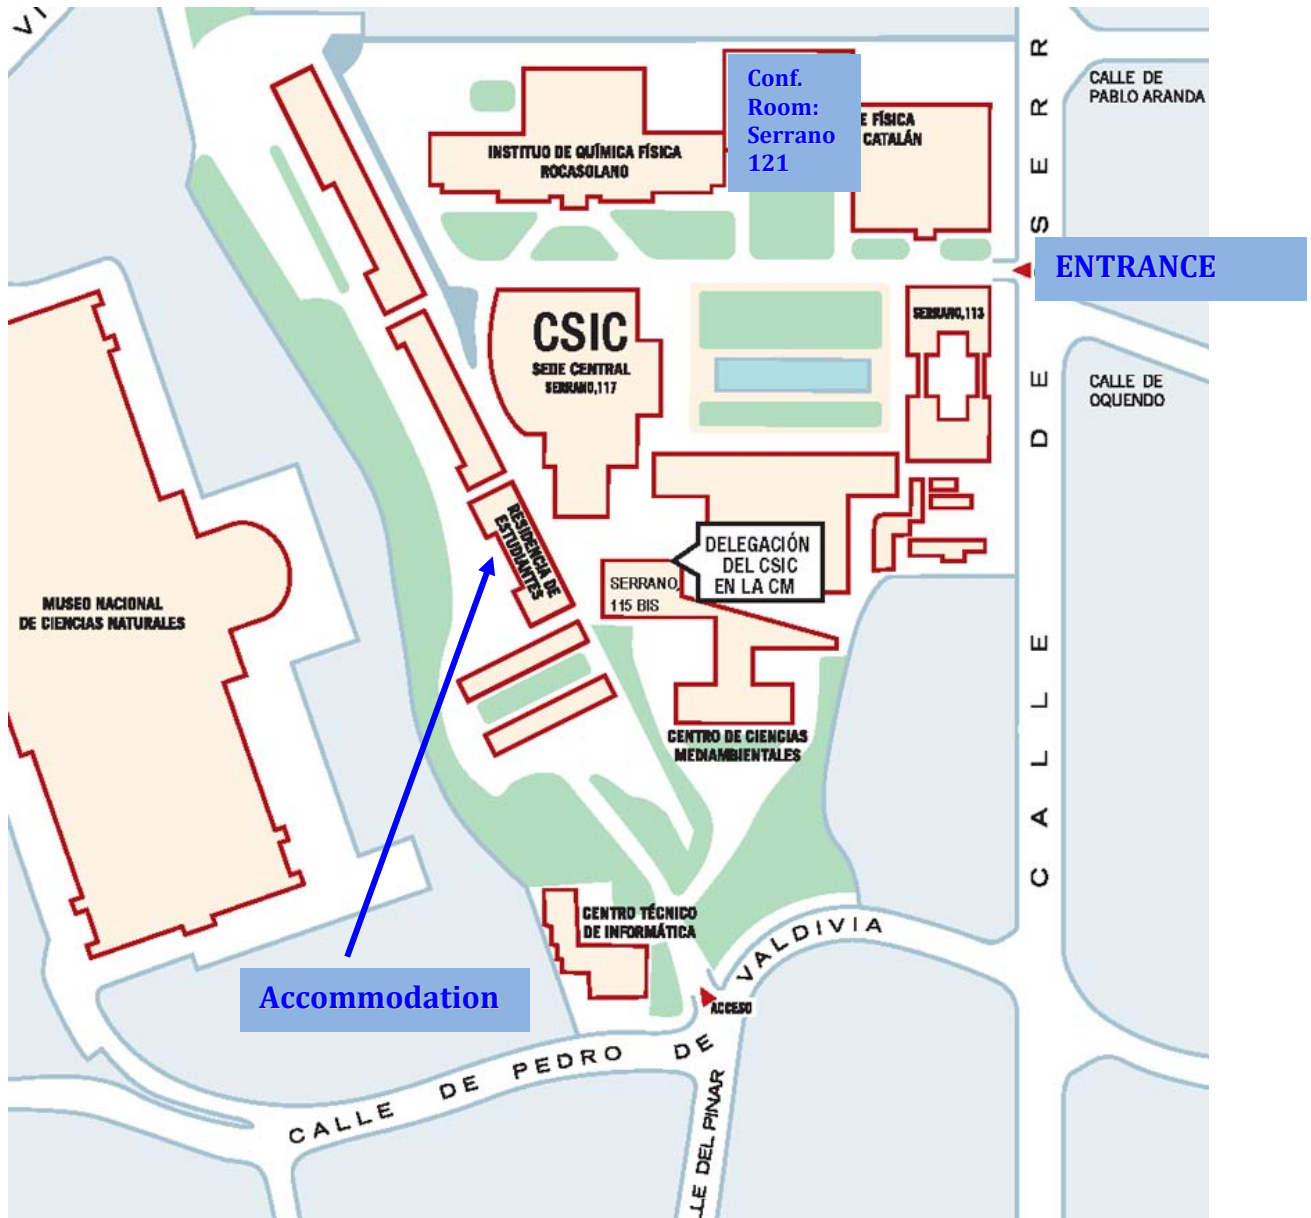 VI
Conf.
Room:
Serrano
121
E FÍSICA
CATALÁN
INSTITUO DE QUÍMICA FÍSICA
ROCASOLANO
CALLE DE
PABLO ARANDA
ENTRANCE
CSIC
SEDE CENTRAL
SERRANO,117
SERRANO,113
CALLE DE
OQUENDO
CALLE DE SERR
RESIDENCIA DE
ESTUDIANTES
DELEGACIÓN
DEL CSIC
EN LA CM
SERRANO,
115 BIS
MUSEO NACIONAL
DE CIENCIAS NATURALES
CENTRO DE CIENCIAS
MEDIAMBIENTALES
CENTRO TÉCNICO
DE INFORMÁTICA
Accommodation
ACCESO
CALLE DE PEDRO DE VALDIVIA
LLE DEL PINAR